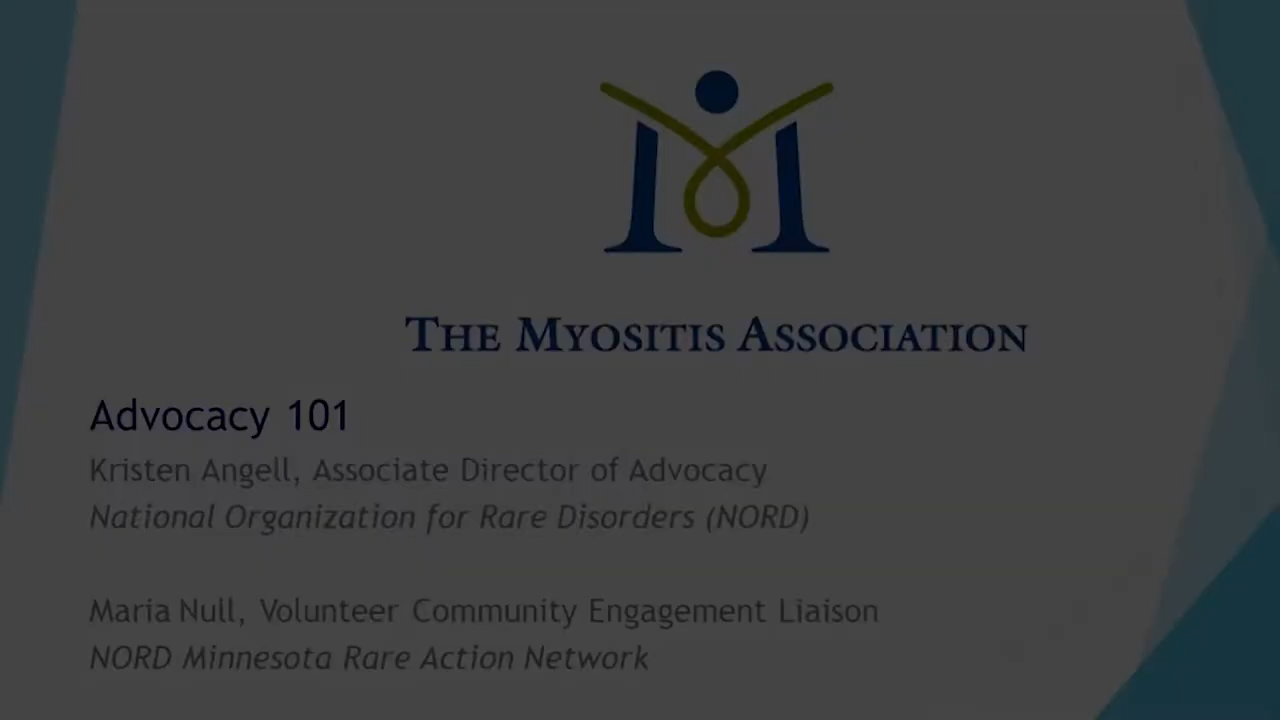 The Myositis Association
Advocacy 101
Kristen Angell, Associate Director of Advocacy
National Organization for Rare Disorders (NORD)
Maria Null, Volunteer Community Engagement Liaison
NORD Minnesota Rare Action Network